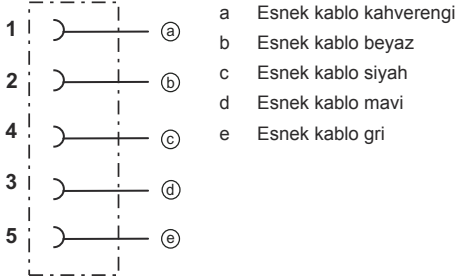 1 a
2 b
4 c
3 d
5 e
a Esnek kablo kahverengi
b Esnek kablo beyaz
c Esnek kablo siyah
d Esnek kablo mavi
e Esnek kablo gri